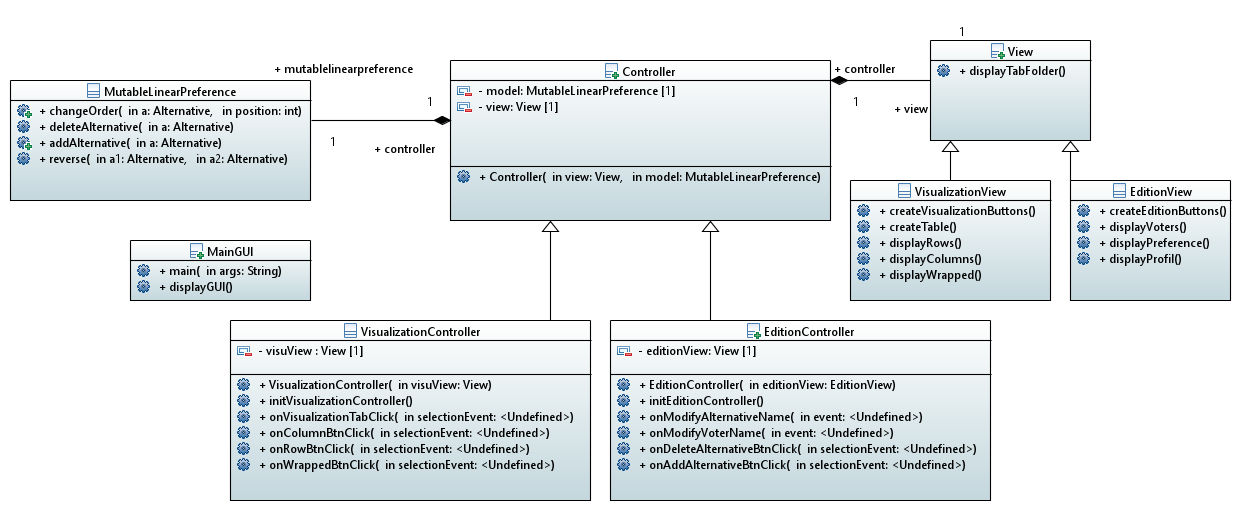 MutableLinearPreference
+ changeOrder( in a: Alternative, in position: int)
+ deleteAlternative( in a: Alternative)
+ addAlternative( in a: Alternative)
+ reverse( in a1: Alternative, in a2: Alternative)
+ mutablelinearpreference
1
1
+ controller
Controller
- model: MutableLinearPreference [1]
- view: View [1]
+ Controller( in view: View, in model: MutableLinearPreference)
+ controller
1
1
+ view
View
+ displayTabFolder()
VisualizationView
+ createVisualizationButtons()
+ createTable()
+ displayRows()
+ displayColumns()
+ displayWrapped()
EditionView
+ createEditionButtons()
+ displayVoters()
+ displayPreference()
+ displayProfil()
MainGUI
+ main( in args: String)
+ displayGUI()
VisualizationController
- visuView : View [1]
+ VisualizationController( in visuView: View)
+ initVisualizationController()
+ onVisualizationTabClick( in selectionEvent: <Undefined>)
+ onColumnBtnClick( in selectionEvent: <Undefined>)
+ onRowBtnClick( in selectionEvent: <Undefined>)
+ onWrappedBtnClick( in selectionEvent: <Undefined>)
EditionController
- editionView: View [1]
+ EditionController( in editionView: EditionView)
+ initEditionController()
+ onModifyAlternativeName( in event: <Undefined>)
+ onModifyVoterName( in event: <Undefined>)
+ onDeleteAlternativeBtnClick( in selectionEvent: <Undefined>)
+ onAddAlternativeBtnClick( in selectionEvent: <Undefined>)